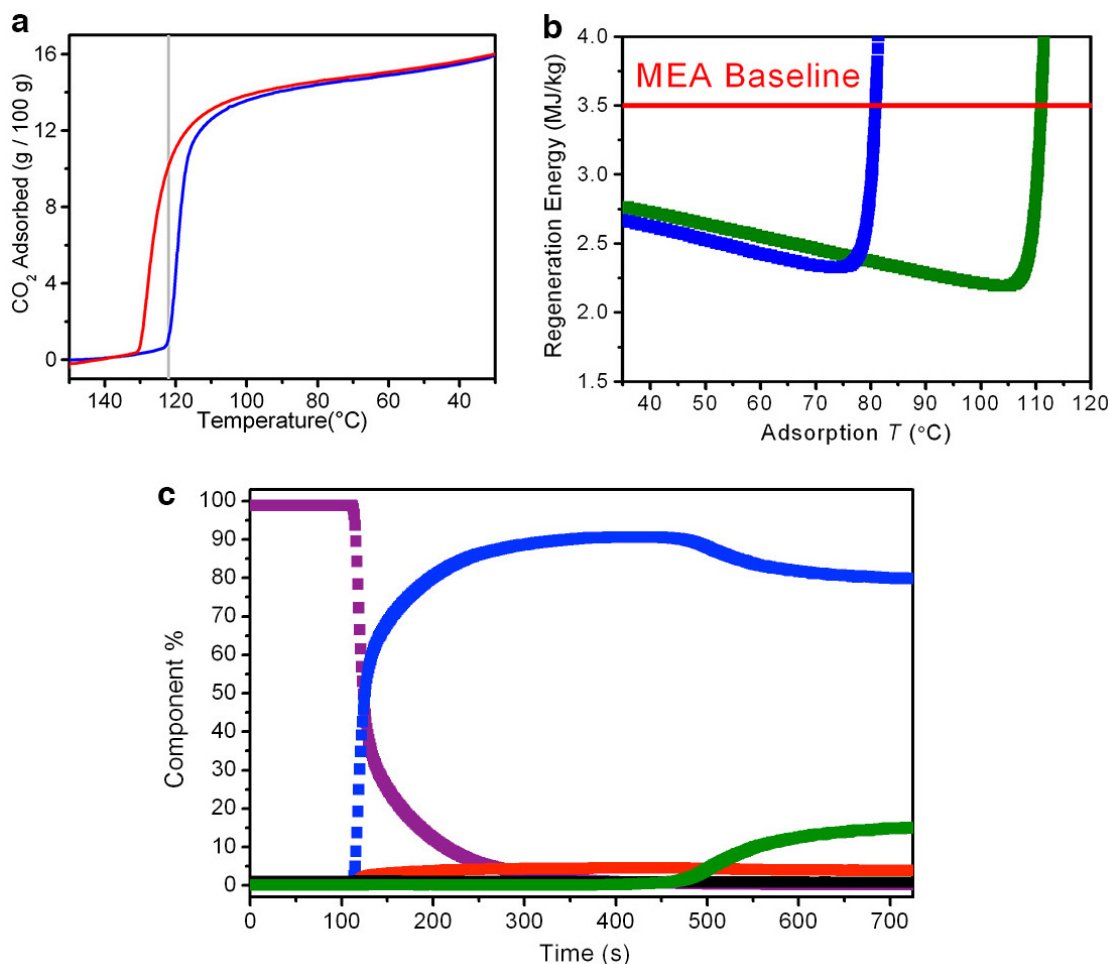 a
CO2 Adsorbed (g / 100 g)
16
12
8
4
0
140 120 100 80 60 40
Temperature(°C)
b
Regeneration Energy (MJ/kg)
4.0
3.5
3.0
2.5
2.0
1.5
MEA Baseline
40 50 60 70 80 90 100 110 120
Adsorption T (°C)
c
Component %
100
90
80
70
60
50
40
30
20
10
0
0 100 200 300 400 500 600 700
Time (s)